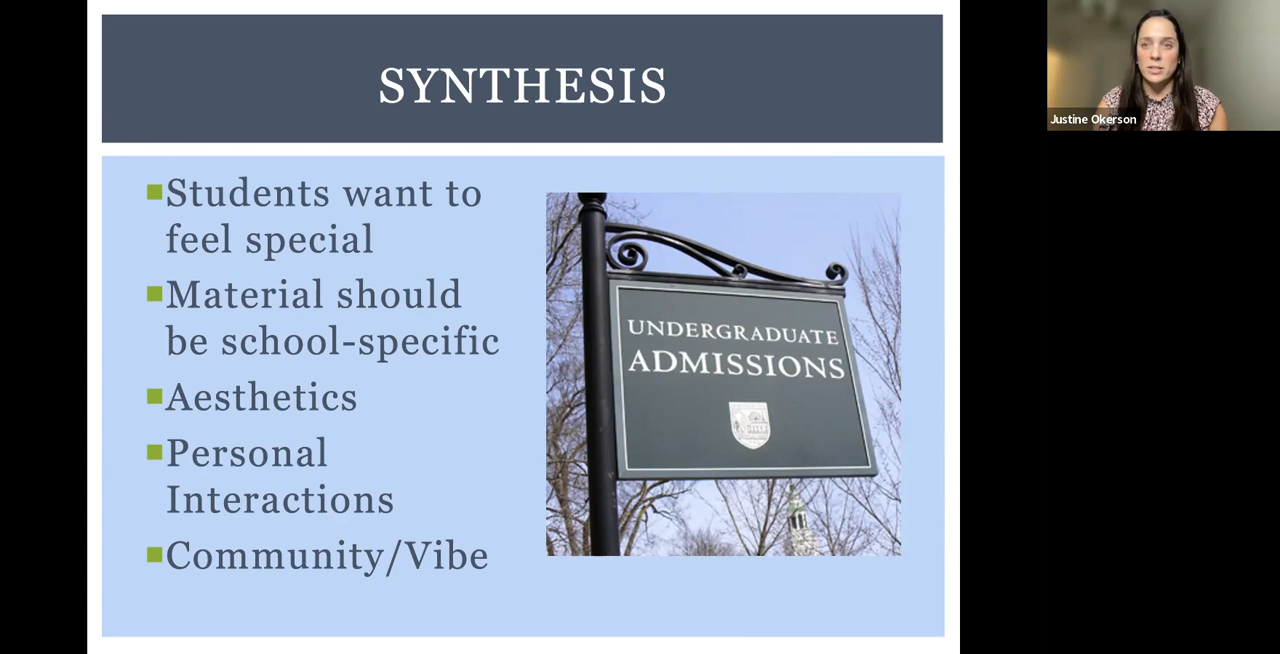 SYNTHESIS
Students want to
feel special
Material should
be school-specific
Aesthetics
Personal
Interactions
Community/Vibe
UNDERGRADUATE
ADMISSIONS
Justine Okerson